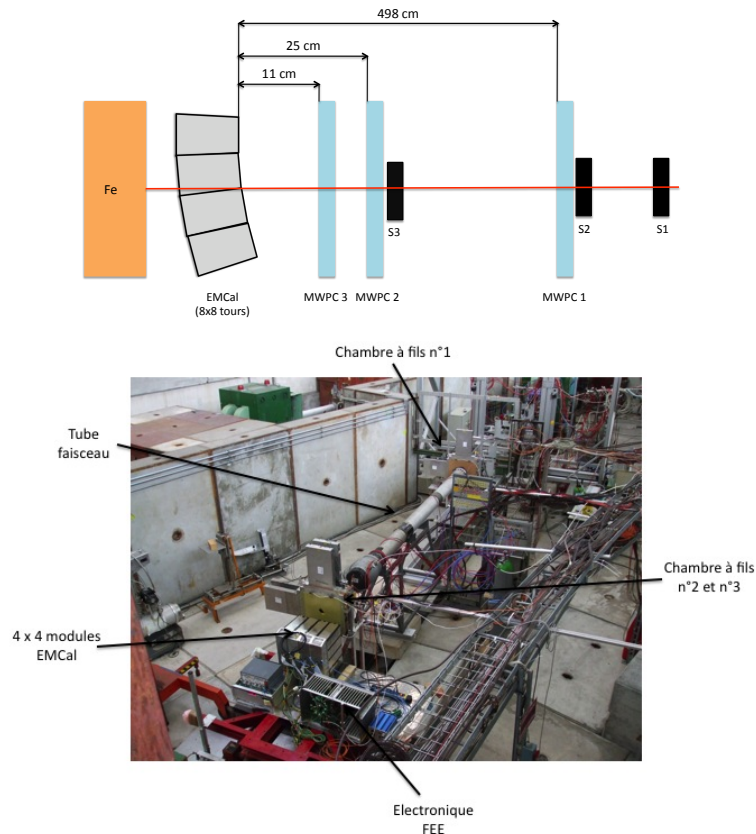 498 cm
25 cm
11 cm
Fe
S3
S2
S1
EMCal
(8x8 tours)
MWPC 3
MWPC 2
MWPC 1
Chambre à fils n°1
Tube
faisceau
Chambre à fils
n°2 et n°3
4 x 4 modules
EMCal
Electronique
FEE